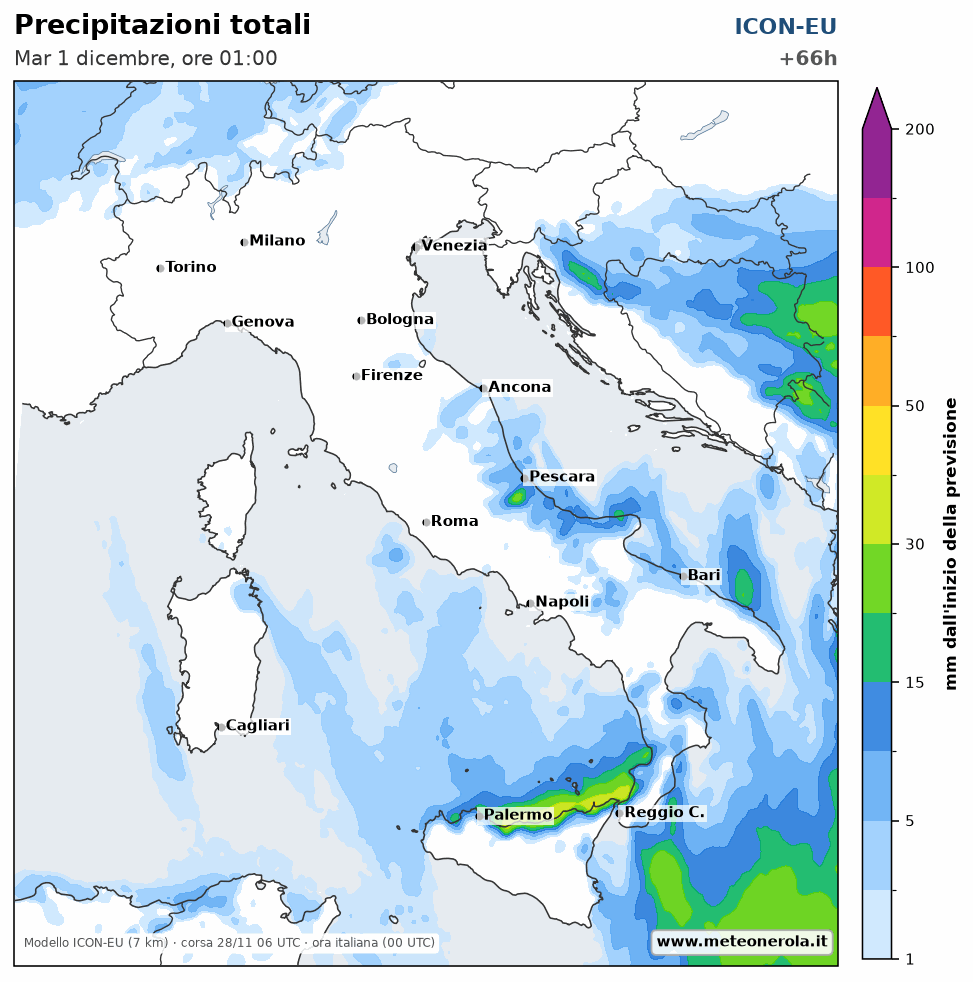 Precipitazioni totali
ICON-EU
Mar 1 dicembre, ore 01:00
+66h
200
Milano
Venezia
Torino
100
Genova
Bologna
Firenze
Ancona
50
Pescara
Roma
30
Bari
Napoli
15
Cagliari
Palermo
Reggio C.
5
mm dall'inizio della previsione
Modello ICON-EU (7 km) · corsa 28/11 06 UTC · ora italiana (00 UTC)
www.meteonerola.it
1